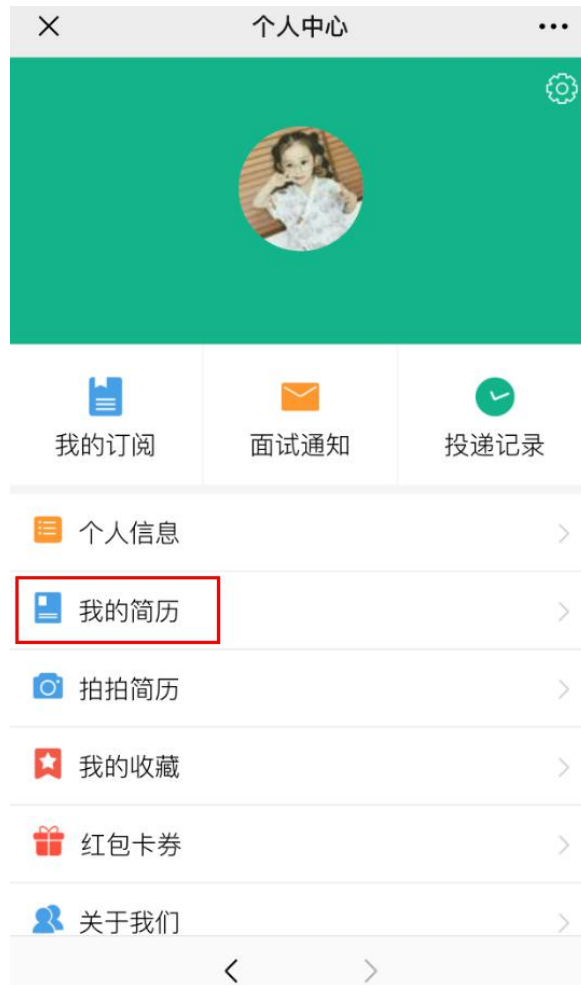 个人中心
我的订阅 面试通知 投递记录
个人信息
我的简历
拍拍简历
我的收藏
红包卡券
关于我们